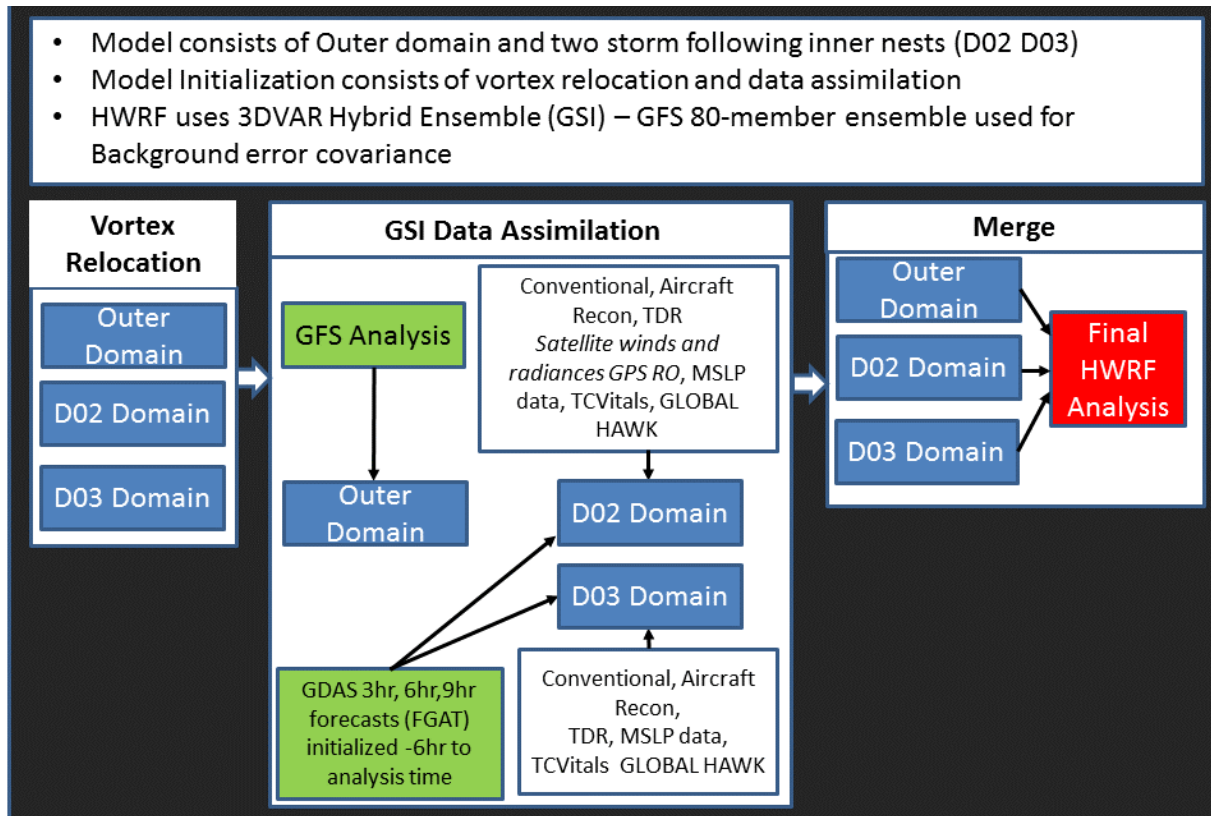 • Model consists of Outer domain and two storm following inner nests (D02 D03)
• Model Initialization consists of vortex relocation and data assimilation
• HWRF uses 3DVAR Hybrid Ensemble (GSI) – GFS 80-member ensemble used for
Background error covariance
Vortex
Relocation
Outer
Domain
D02 Domain
D03 Domain
GSI Data Assimilation
GFS Analysis
Conventional, Aircraft
Recon, TDR
Satellite winds and
radiances GPS RO, MSLP
data, TCVitals, GLOBAL
HAWK
Outer
Domain
D02 Domain
D03 Domain
GDAS 3hr, 6hr,9hr
forecasts (FGAT)
initialized -6hr to
analysis time
Conventional, Aircraft
Recon,
TDR, MSLP data,
TCVitals GLOBAL HAWK
Merge
Outer
Domain
D02 Domain
D03 Domain
Final
HWRF
Analysis